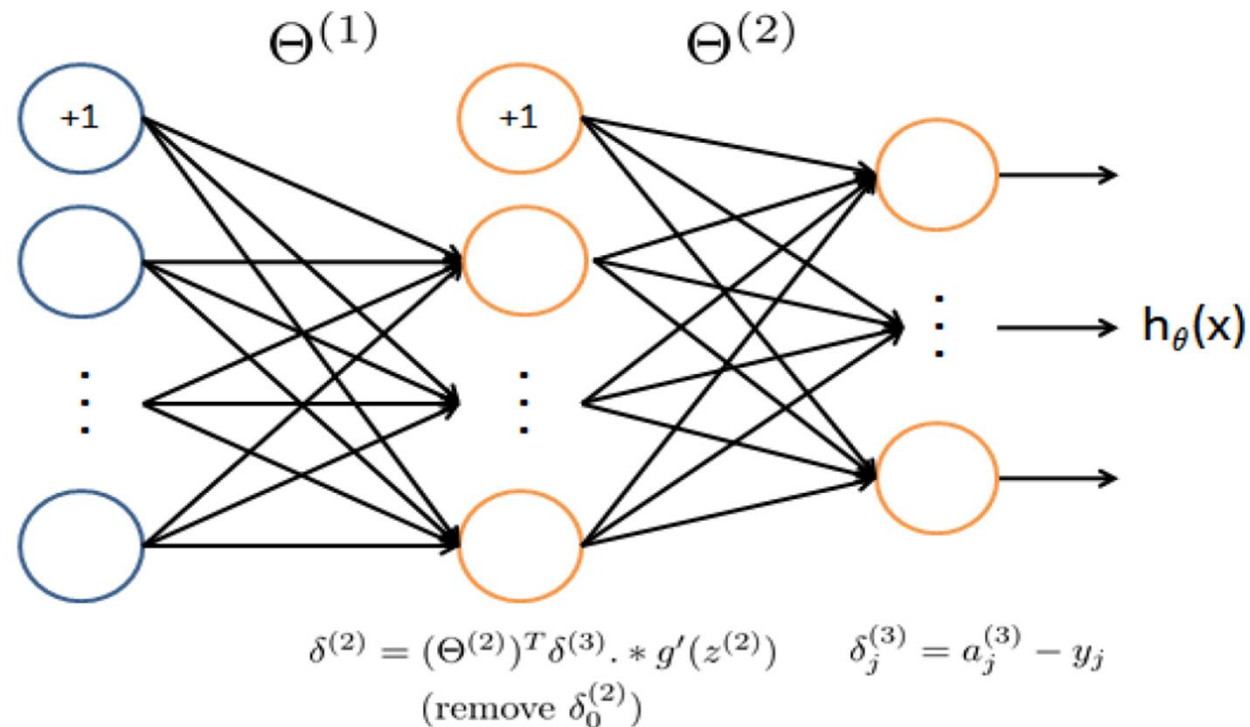 Θ^(1) Θ^(2)
+1 +1
h_θ(x)
δ^(2) = (Θ^(2))^T δ^(3). * g′(z^(2)) δ_j^(3) = a_j^(3) − y_j
(remove δ_0^(2))